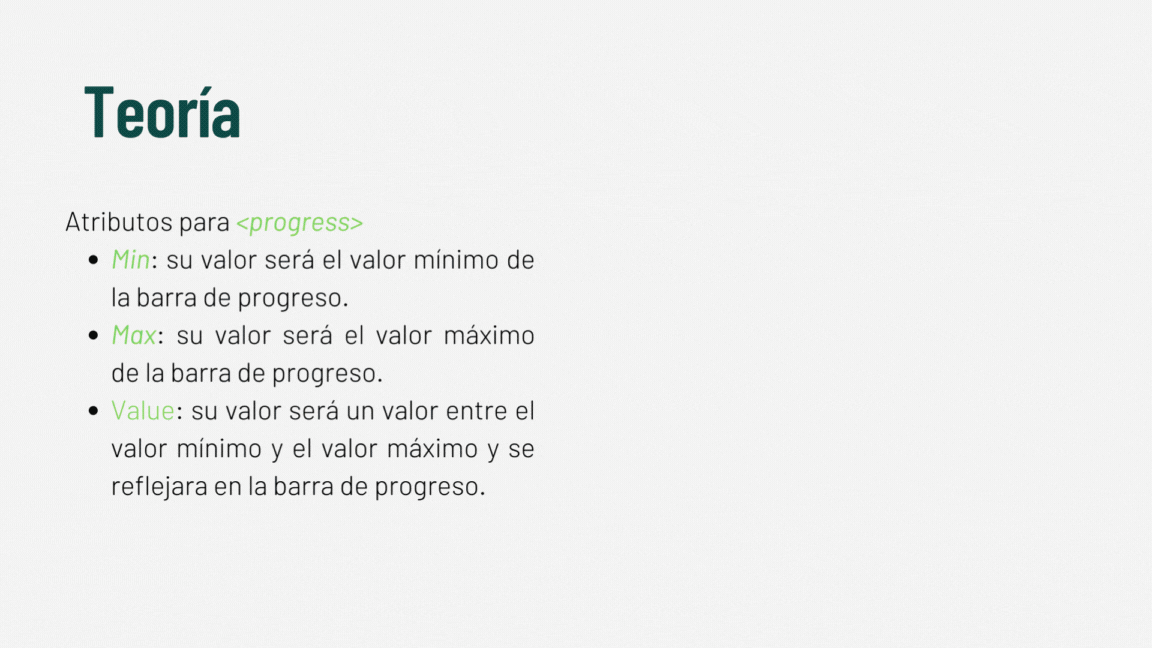 Teoría
Atributos para <progress>
• Min: su valor será el valor mínimo de
la barra de progreso.
• Max: su valor será el valor máximo
de la barra de progreso.
• Value: su valor será un valor entre el
valor mínimo y el valor máximo y se
reflejara en la barra de progreso.